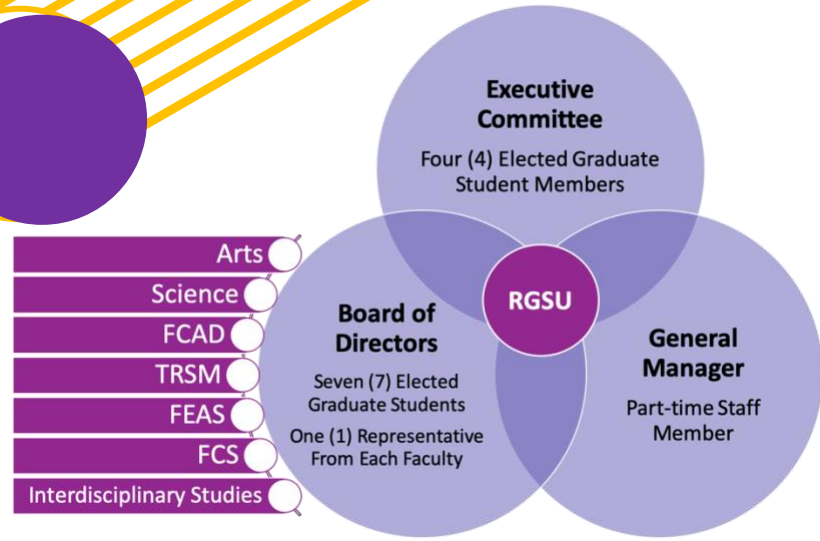 Executive
Committee
Four (4) Elected Graduate
Student Members
Arts
Science
FCAD
TRSM
FEAS
FCS
Interdisciplinary Studies
Board of
Directors
Seven (7) Elected
Graduate Students
One (1) Representative
From Each Faculty
RGSU
General
Manager
Part-time Staff
Member